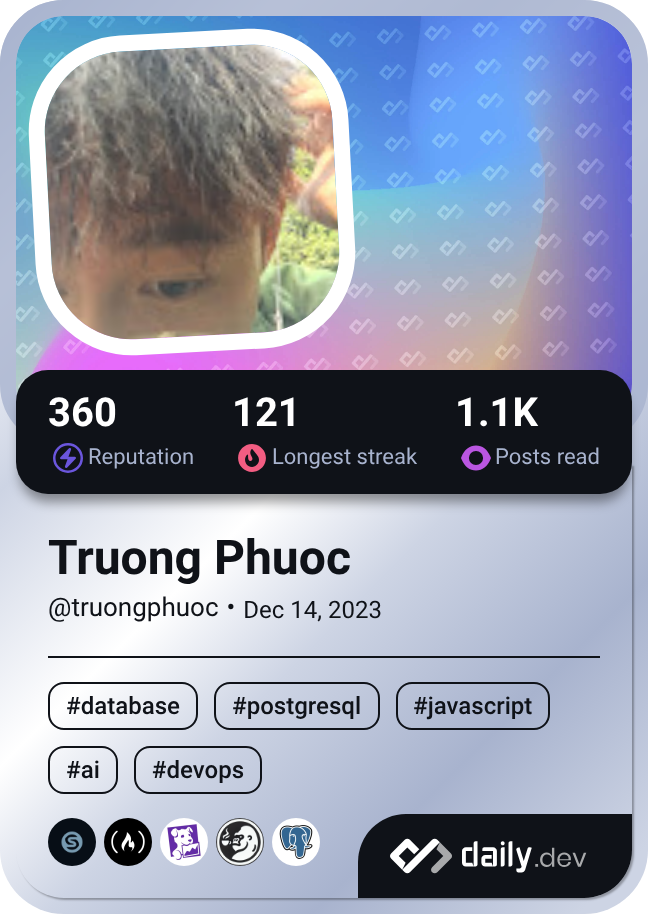 360 121 1.1K
Reputation Longest streak Posts read
Truong Phuoc
@truongphuoc • Dec 14, 2023
#database #postgresql #javascript
#ai #devops
daily.dev